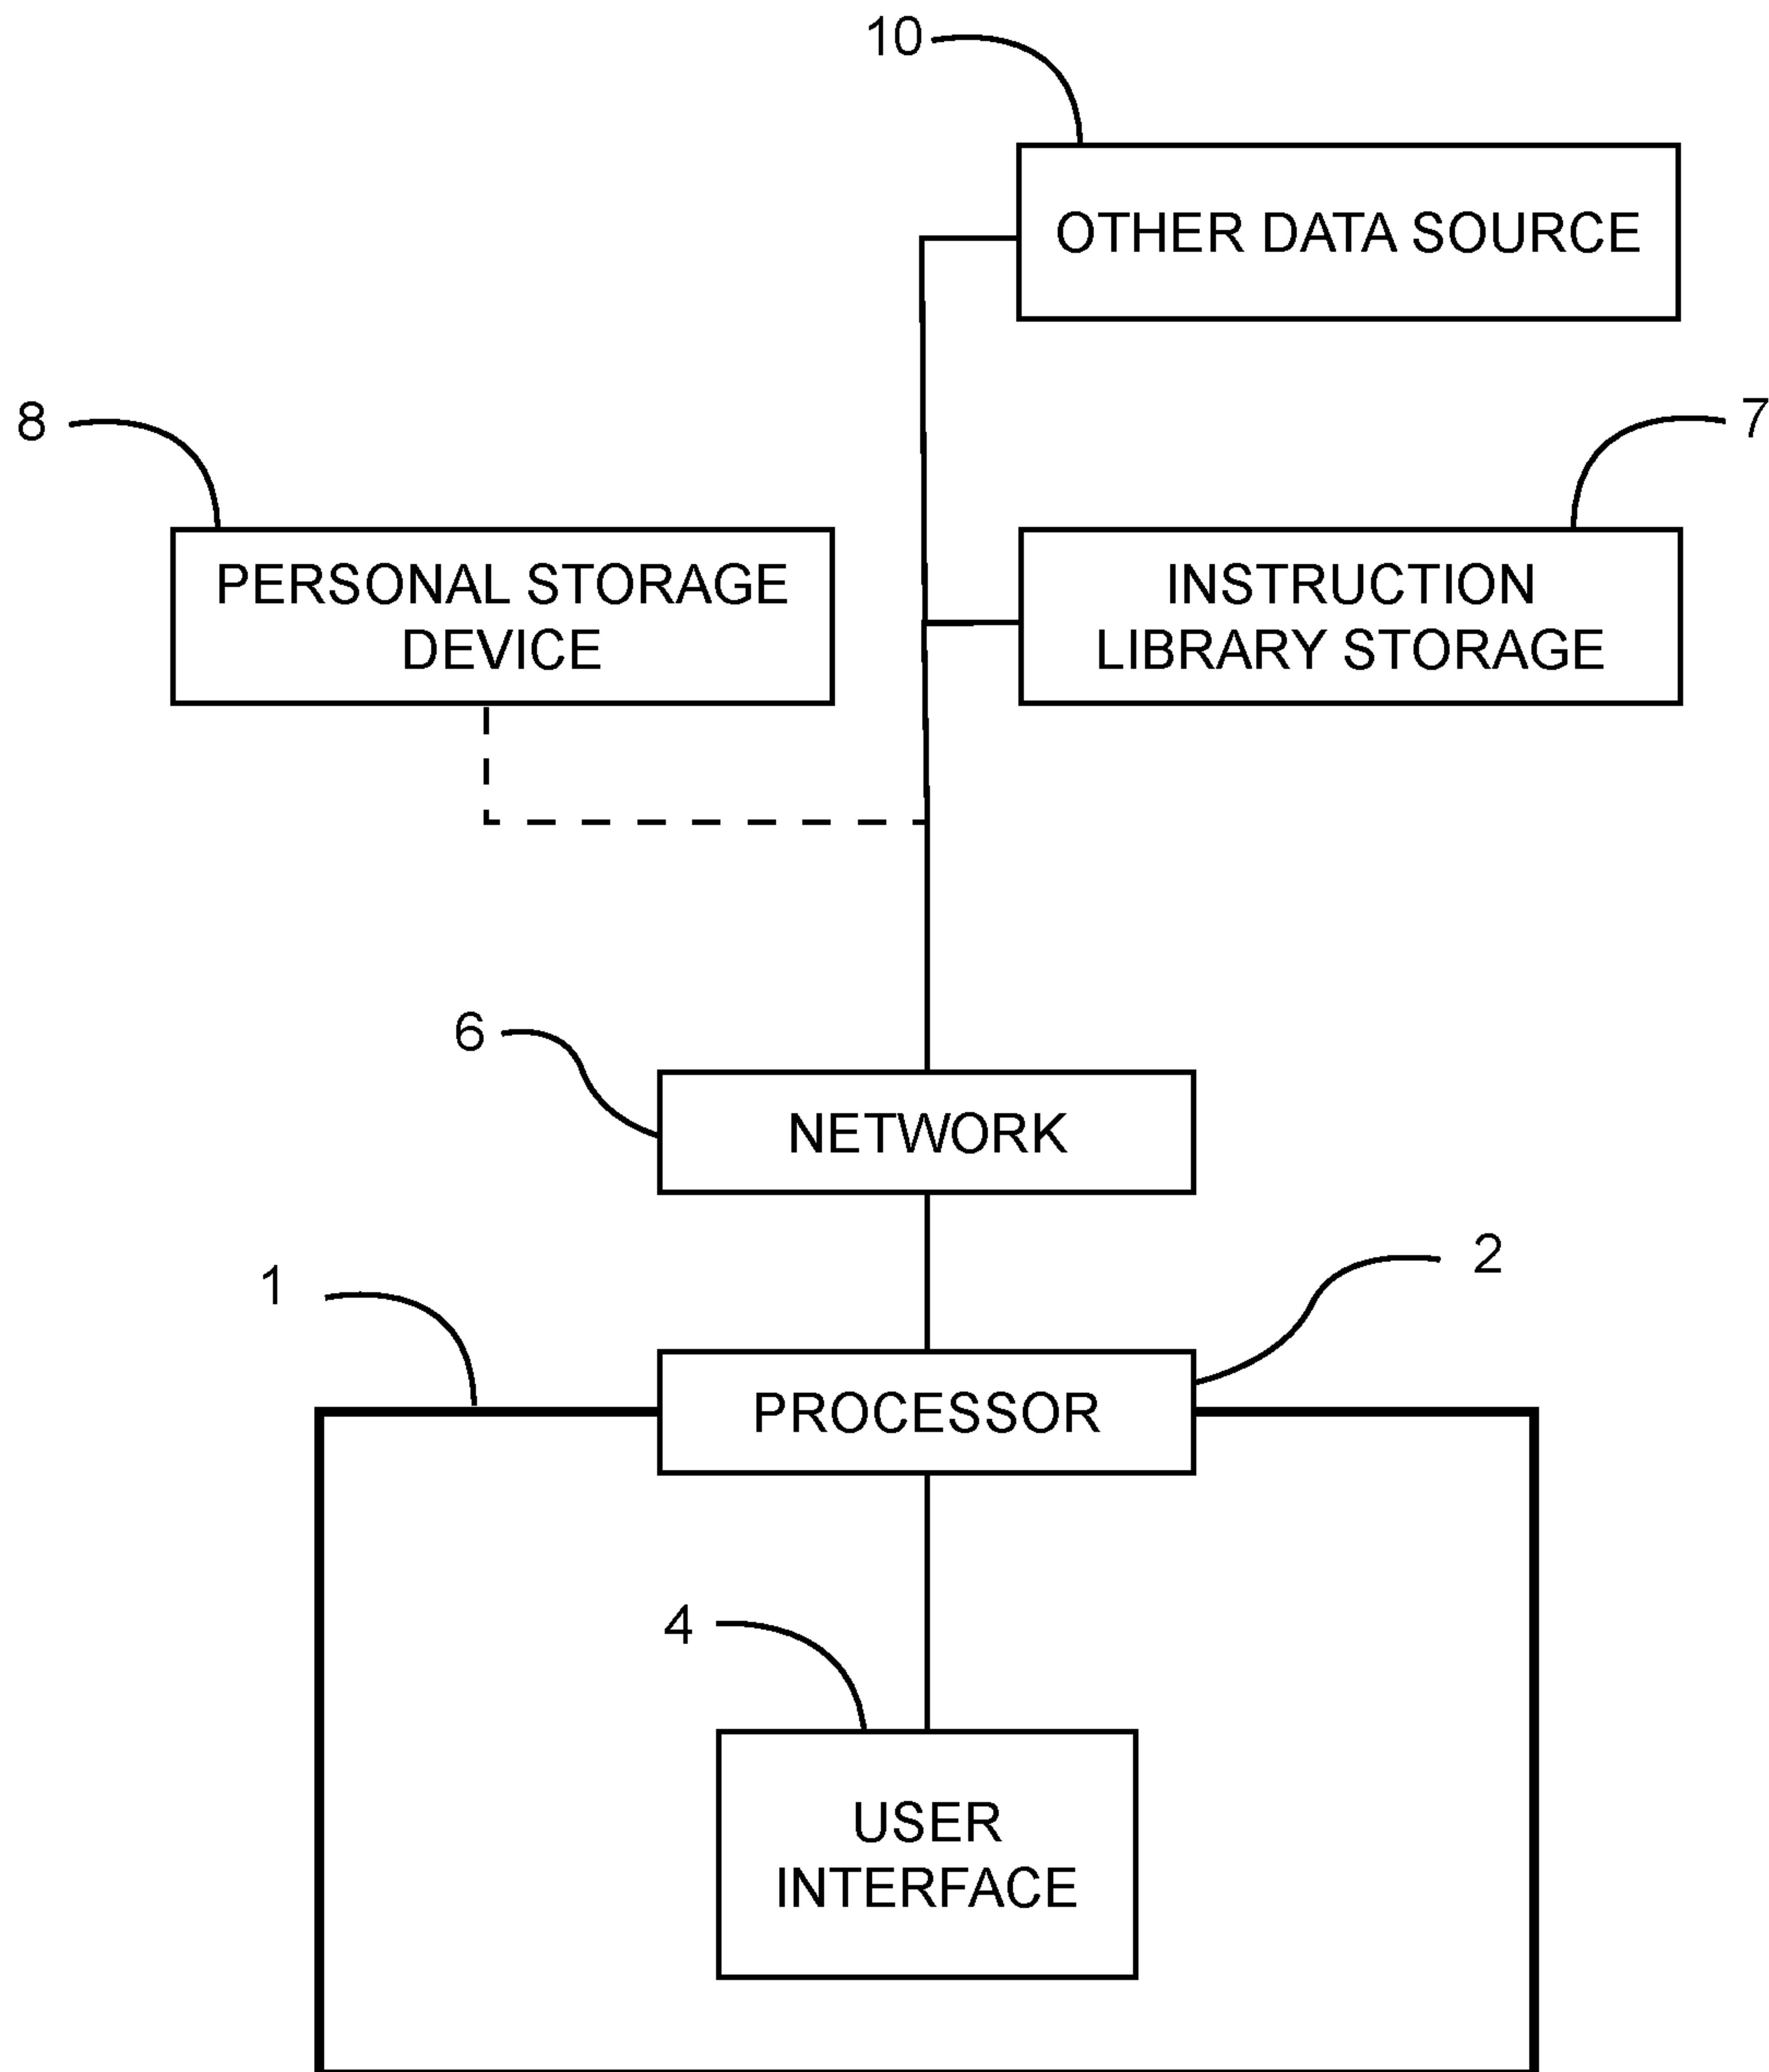 10
OTHER DATA SOURCE
8
7
PERSONAL STORAGE
DEVICE
INSTRUCTION
LIBRARY STORAGE
6
NETWORK
2
1
PROCESSOR
4
USER
INTERFACE